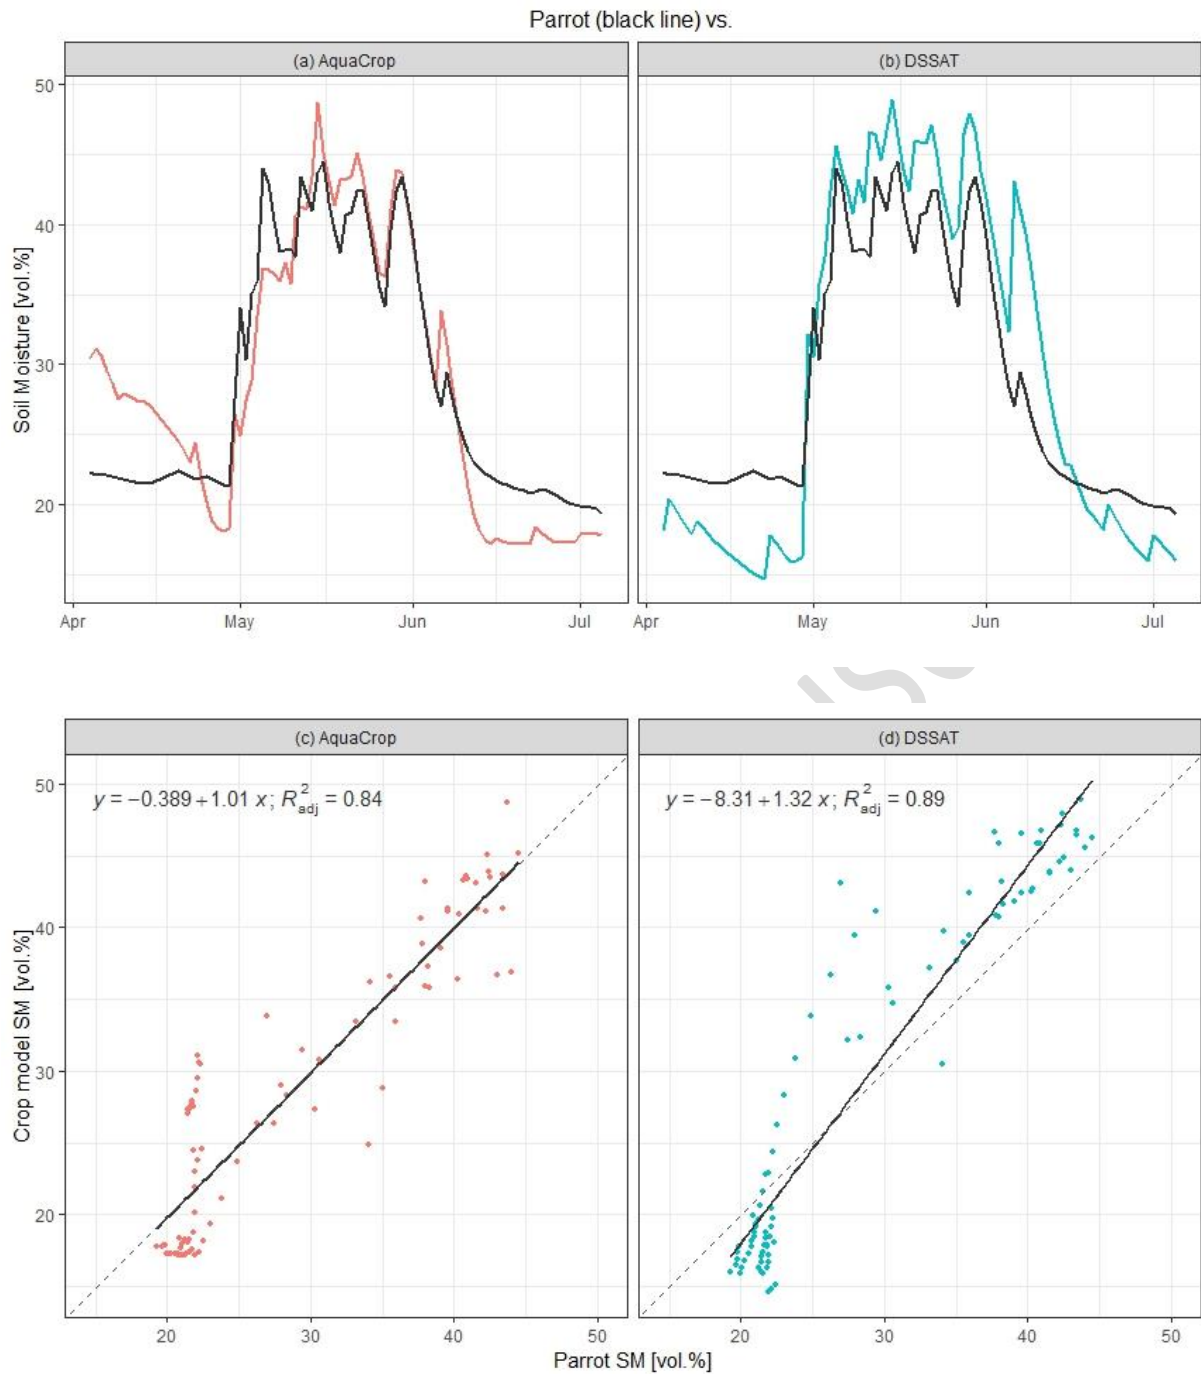 Parrot (black line) vs.
(a) AquaCrop
(b) DSSAT
Soil Moisture [vol.%]
50
40
30
20
Apr
May
Jun
Jul
Apr
May
Jun
Jul
(c) AquaCrop
(d) DSSAT
y = −0.389 + 1.01 x; R²adj = 0.84
y = −8.31 + 1.32 x; R²adj = 0.89
Crop model SM [vol.%]
50
40
30
20
20
30
40
50
20
30
40
50
Parrot SM [vol.%]